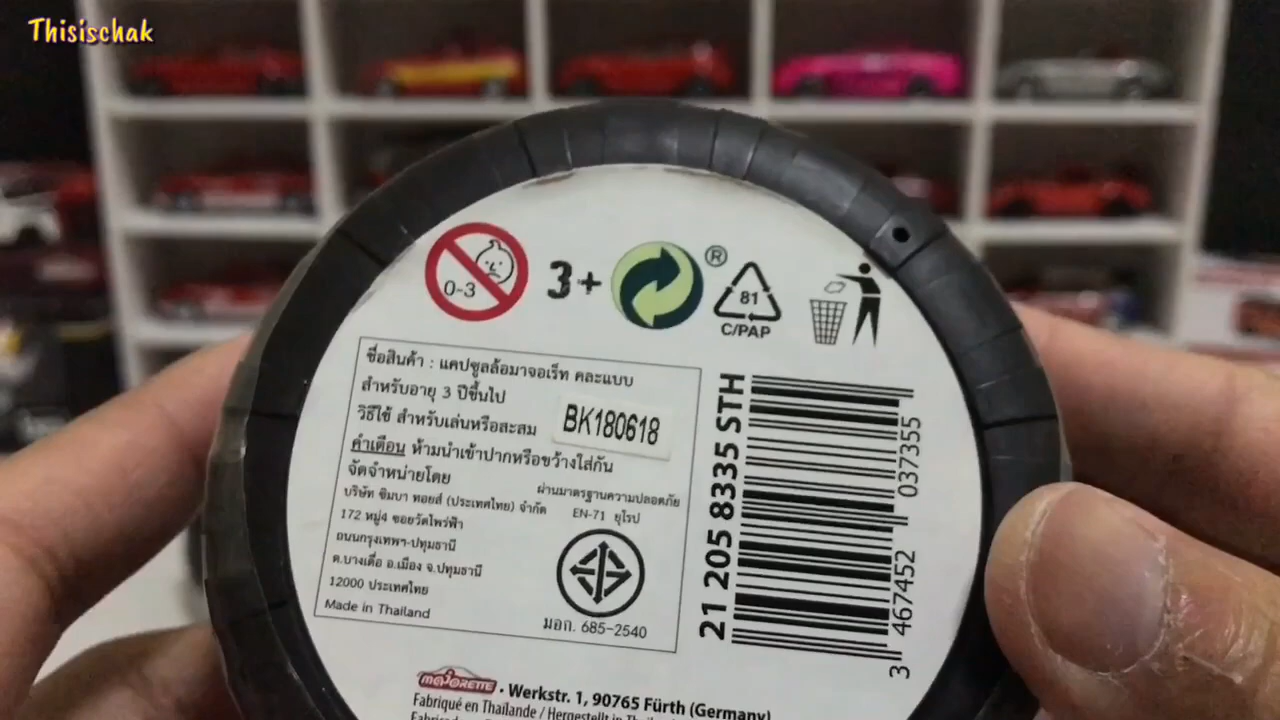 Thisischak
0-3
3+
®
81
C/PAP
ชื่อสินค้า : แคปซูลล้อมาจอเร็ท คละแบบ
สำหรับอายุ 3 ปีขึ้นไป
วิธีใช้ สำหรับเล่นหรือสะสม
BK180618
คำเตือน ห้ามนำเข้าปากหรือขว้างใส่กัน
จัดจำหน่ายโดย
บริษัท ซิมบา ทอยส์ (ประเทศไทย) จำกัด
172 หมู่4 ซอยวัดไพร่ฟ้า
ถนนกรุงเทพฯ-ปทุมธานี
ต.บางเดื่อ อ.เมือง จ.ปทุมธานี
12000 ประเทศไทย
Made in Thailand
ผ่านมาตรฐานความปลอดภัย
EN-71 ยุโรป
มอก. 685-2540
21 205 8335 STH
3 467452 037355
MAJORETTE · Werkstr. 1, 90765 Fürth (Germany)
Fabriqué en Thaïlande / Hergestellt in